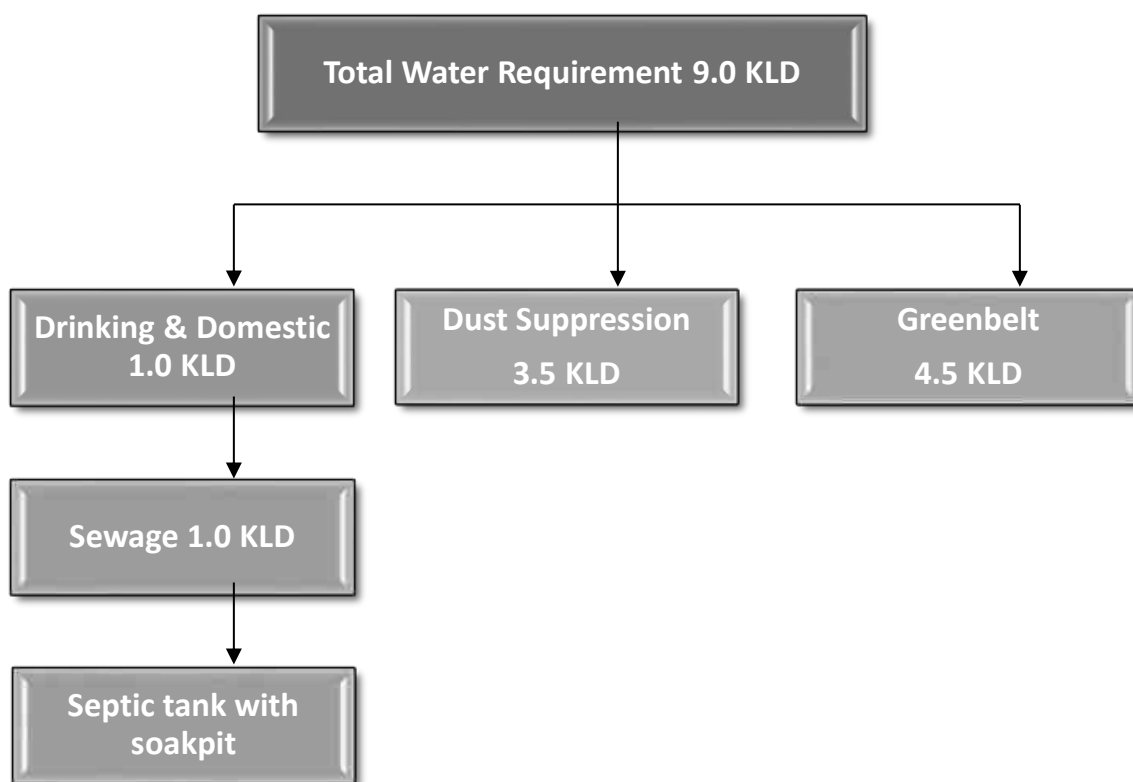 Total Water Requirement 9.0 KLD
Drinking & Domestic
1.0 KLD
Dust Suppression
3.5 KLD
Greenbelt
4.5 KLD
Sewage 1.0 KLD
Septic tank with
soakpit